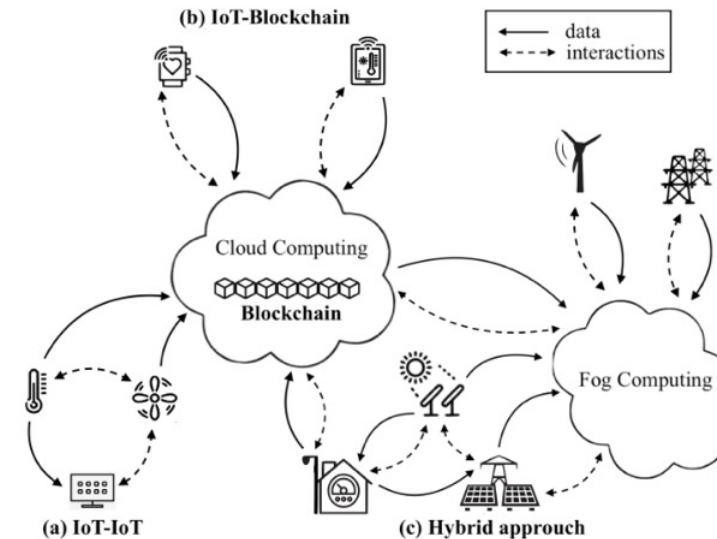 (b) IoT-Blockchain
data
interactions
Cloud Computing
Blockchain
Fog Computing
(a) IoT-IoT
(c) Hybrid approuch